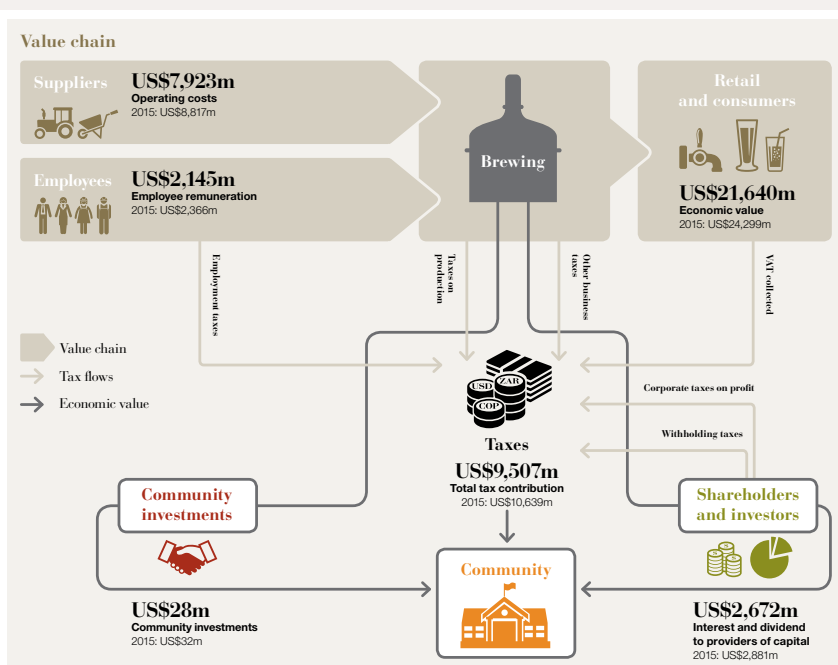 Value chain
Suppliers
US$7,923m
Operating costs
2015: US$8,817m
Employees
US$2,145m
Employee remuneration
2015: US$2,366m
Brewing
Retail
and consumers
US$21,640m
Economic value
2015: US$24,299m
Employment taxes
Taxes on
production
Other business
taxes
VAT collected
Value chain
Tax flows
Economic value
USD
ZAR
COP
Corporate taxes on profit
Withholding taxes
Taxes
US$9,507m
Total tax contribution
2015: US$10,639m
Community
investments
US$28m
Community investments
2015: US$32m
Community
Shareholders
and investors
US$2,672m
Interest and dividend
to providers of capital
2015: US$2,881m